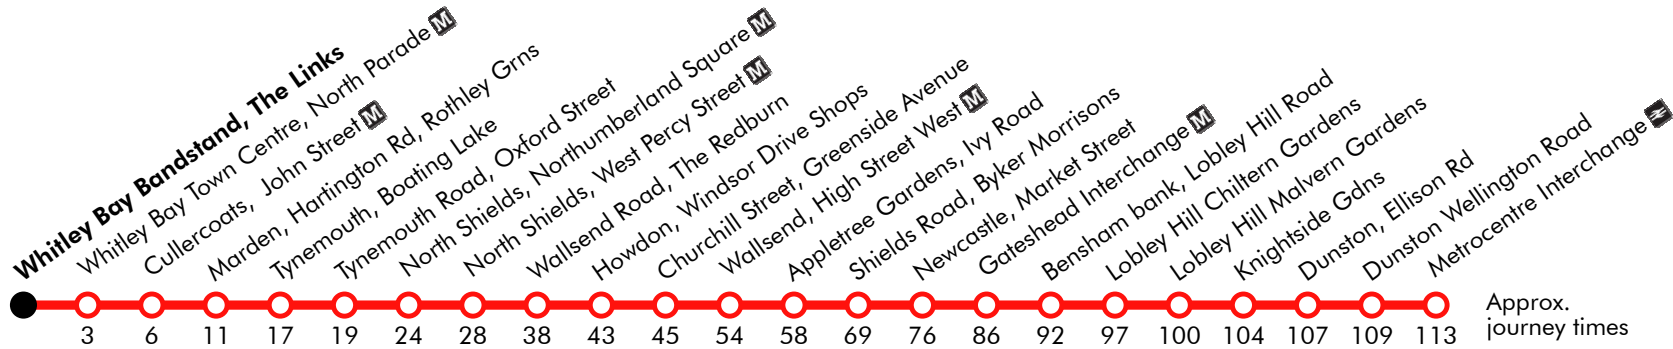 Whitley Bay Bandstand, The Links
Whitley Bay Town Centre, North Parade M
Cullercoats, John Street M
Marden, Hartington Rd, Rothley Grns
Tynemouth, Boating Lake
Tynemouth Road, Oxford Street
North Shields, Northumberland Square M
North Shields, West Percy Street M
Wallsend Road, The Redburn
Howdon, Windsor Drive Shops
Churchill Street, Greenside Avenue
Wallsend, High Street West M
Appletree Gardens, Ivy Road
Shields Road, Byker Morrisons
Newcastle, Market Street
Gateshead Interchange M
Bensham bank, Lobley Hill Road
Lobley Hill Chiltern Gardens
Lobley Hill Malvern Gardens
Knightside Gdns
Dunston, Ellison Rd
Dunston Wellington Road
Metrocentre Interchange
3 6 11 17 19 24 28 38 43 45 54 58 69 76 86 92 97 100 104 107 109 113
Approx.
journey times